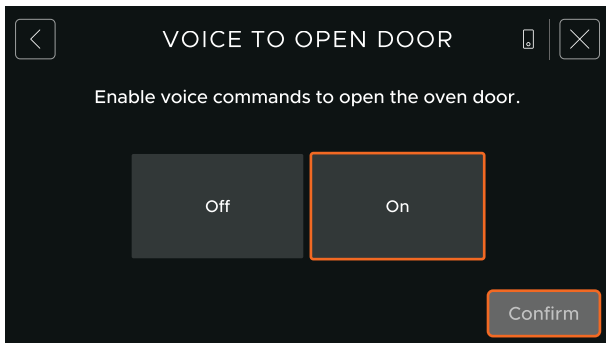 VOICE TO OPEN DOOR
Enable voice commands to open the oven door.
Off
On
Confirm